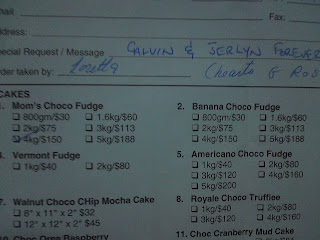 mail
Fax:
Address:
Special Request / Message CALVIN & JERLYN FOREVER
Order taken by: Loretta (hearts & ROS
CAKES
1. Mom's Choco Fudge
☐ 800gm/$30 ☐ 1.6kg/$60
☐ 2kg/$75 ☐ 3kg/$113
☐ 4kg/$150 ☐ 5kg/$188
2. Banana Choco Fudge
☐ 800gm/$30 ☐ 1.6kg/$60
☐ 2kg/$75 ☐ 3kg/$113
☐ 4kg/$150 ☐ 5kg/$188
4. Vermont Fudge
☐ 1kg/$40 ☐ 2kg/$80
5. Americano Choco Fudge
☐ 1kg/$40 ☐ 2kg/$80
☐ 3kg/$120 ☐ 4kg/$160
☐ 5kg/$200
7. Walnut Choco CHip Mocha Cake
☐ 8" x 11" x 2" $32
☐ 12" x 12" x 2" $45
8. Royale Choco Truffle
☐ 1kg/$40 ☐ 2kg/$80
☐ 3kg/$120 ☐ 4kg/$160
10. Choc Orga Raspberry
11. Choc Cranberry Mud Cake